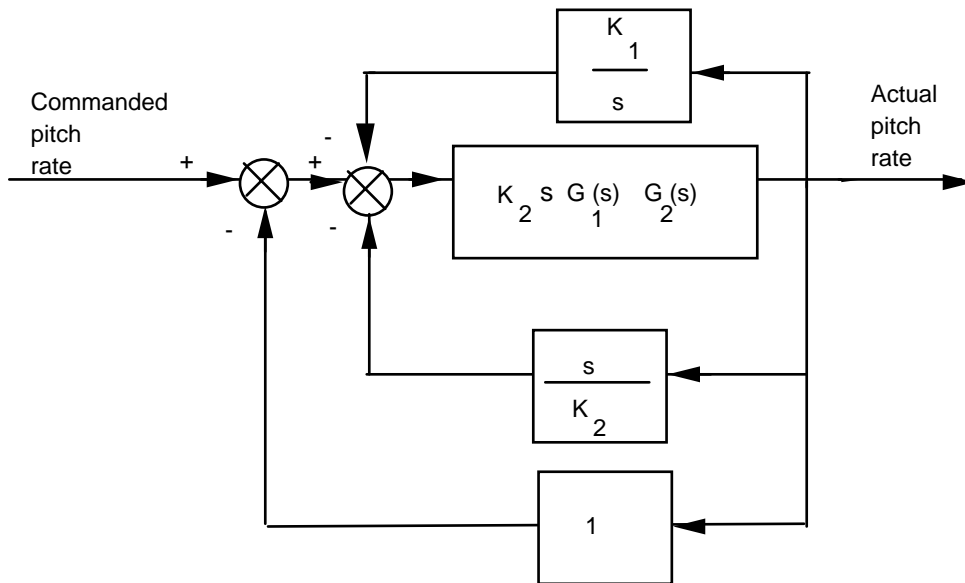 K
1
s
Commanded
pitch
rate
Actual
pitch
rate
-
+
+
K 2 s G 1 (s) G 2 (s)
-
-
s
K 2
1